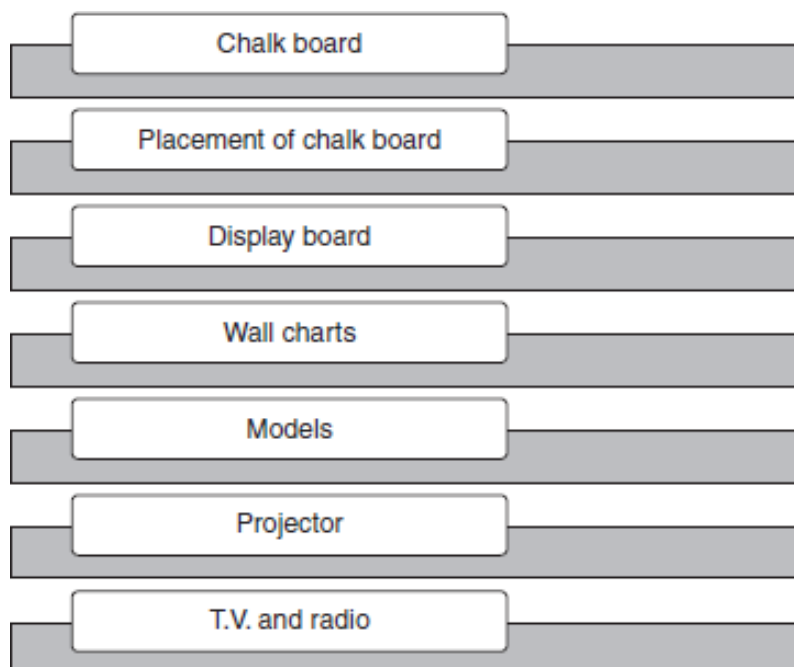 Chalk board
Placement of chalk board
Display board
Wall charts
Models
Projector
T.V. and radio